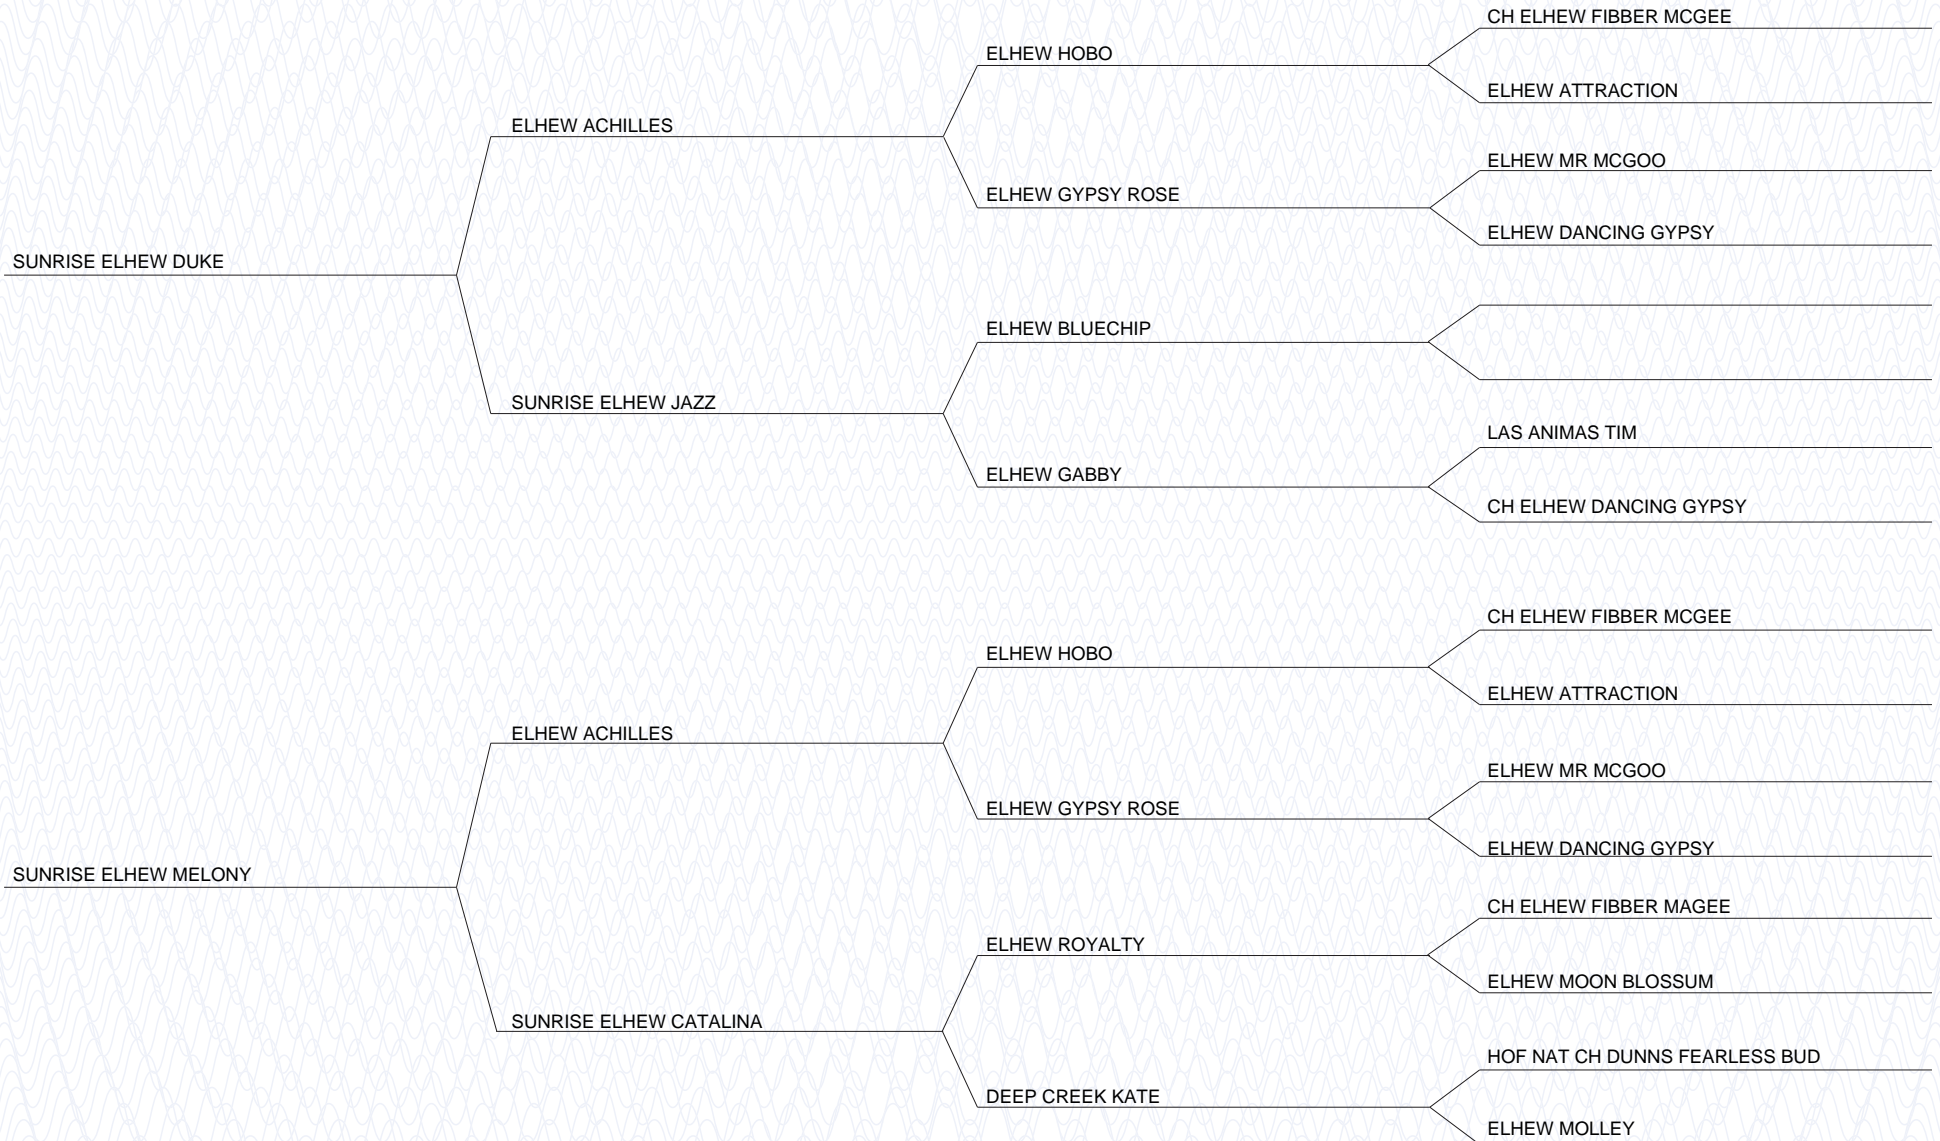 CH ELHEW FIBBER MCGEE
ELHEW HOBO
ELHEW ATTRACTION
ELHEW ACHILLES
ELHEW MR MCGOO
ELHEW GYPSY ROSE
ELHEW DANCING GYPSY
SUNRISE ELHEW DUKE
ELHEW BLUECHIP
SUNRISE ELHEW JAZZ
LAS ANIMAS TIM
ELHEW GABBY
CH ELHEW DANCING GYPSY
CH ELHEW FIBBER MCGEE
ELHEW HOBO
ELHEW ATTRACTION
ELHEW ACHILLES
ELHEW MR MCGOO
ELHEW GYPSY ROSE
ELHEW DANCING GYPSY
SUNRISE ELHEW MELONY
CH ELHEW FIBBER MAGEE
ELHEW ROYALTY
ELHEW MOON BLOSSUM
SUNRISE ELHEW CATALINA
HOF NAT CH DUNNS FEARLESS BUD
DEEP CREEK KATE
ELHEW MOLLEY